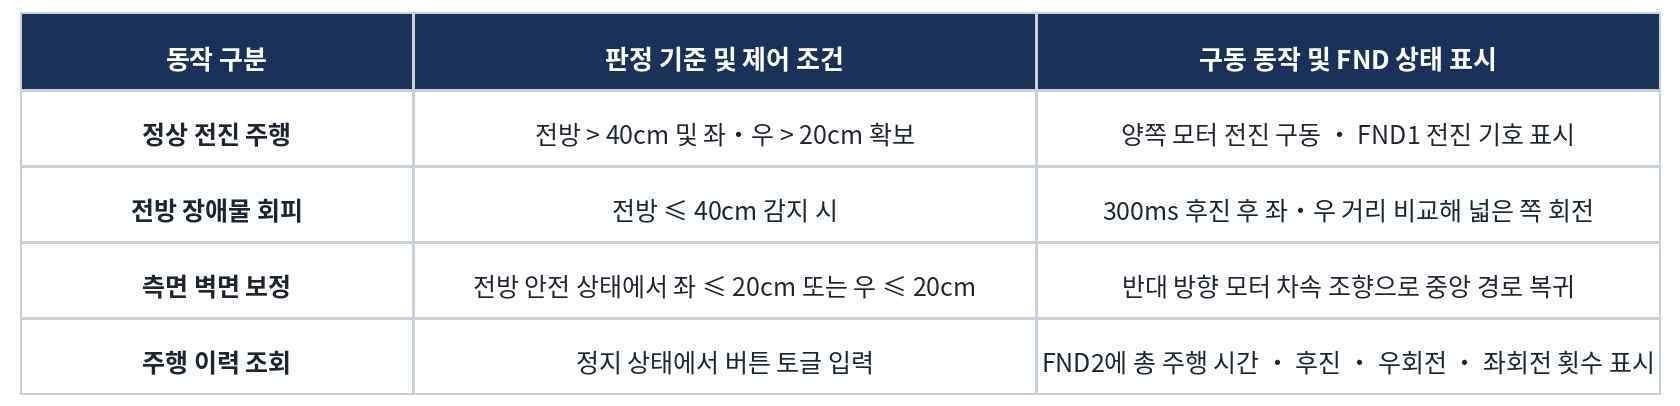 동작 구분 판정 기준 및 제어 조건 구동 동작 및 FND 상태 표시
정상 전진 주행 전방 > 40cm 및 좌・우 > 20cm 확보 양쪽 모터 전진 구동 ・ FND1 전진 기호 표시
전방 장애물 회피 전방 ≤ 40cm 감지 시 300ms 후진 후 좌・우 거리 비교해 넓은 쪽 회전
측면 벽면 보정 전방 안전 상태에서 좌 ≤ 20cm 또는 우 ≤ 20cm 반대 방향 모터 차속 조향으로 중앙 경로 복귀
주행 이력 조회 정지 상태에서 버튼 토글 입력 FND2에 총 주행 시간 ・ 후진 ・ 우회전 ・ 좌회전 횟수 표시